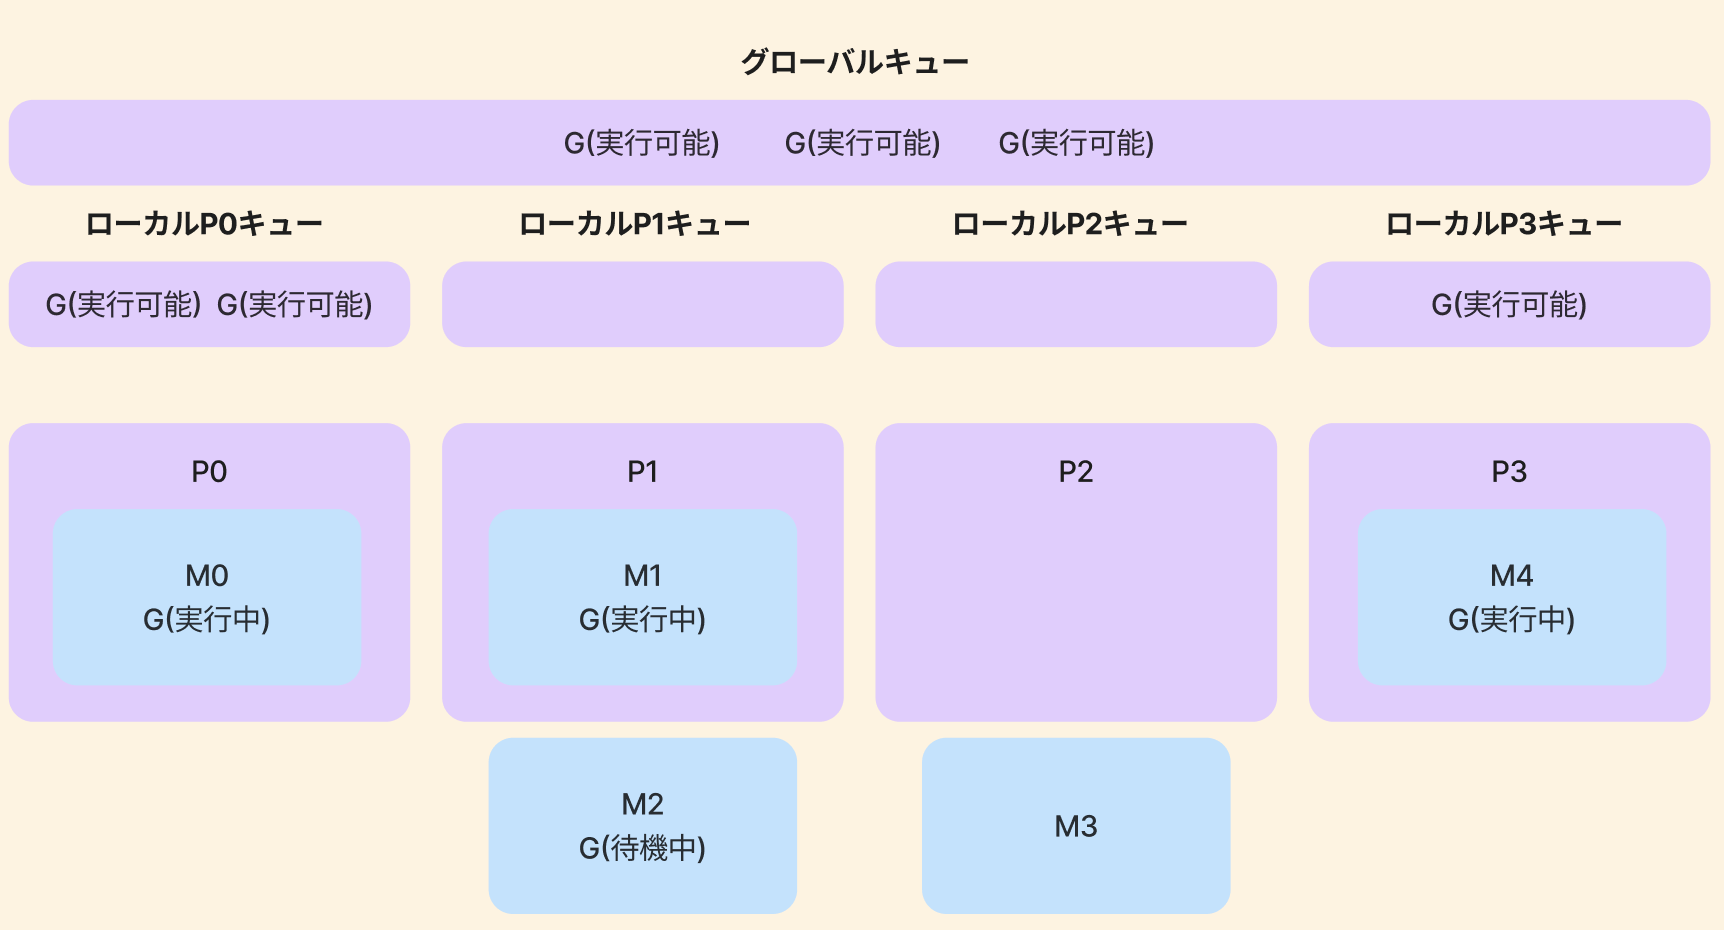 グローバルキュー
G(実行可能) G(実行可能) G(実行可能)
ローカルP0キュー ローカルP1キュー ローカルP2キュー ローカルP3キュー
G(実行可能) G(実行可能) G(実行可能)
P0 P1 P2 P3
M0 M1 M4
G(実行中) G(実行中) G(実行中)
M2
G(待機中)
M3